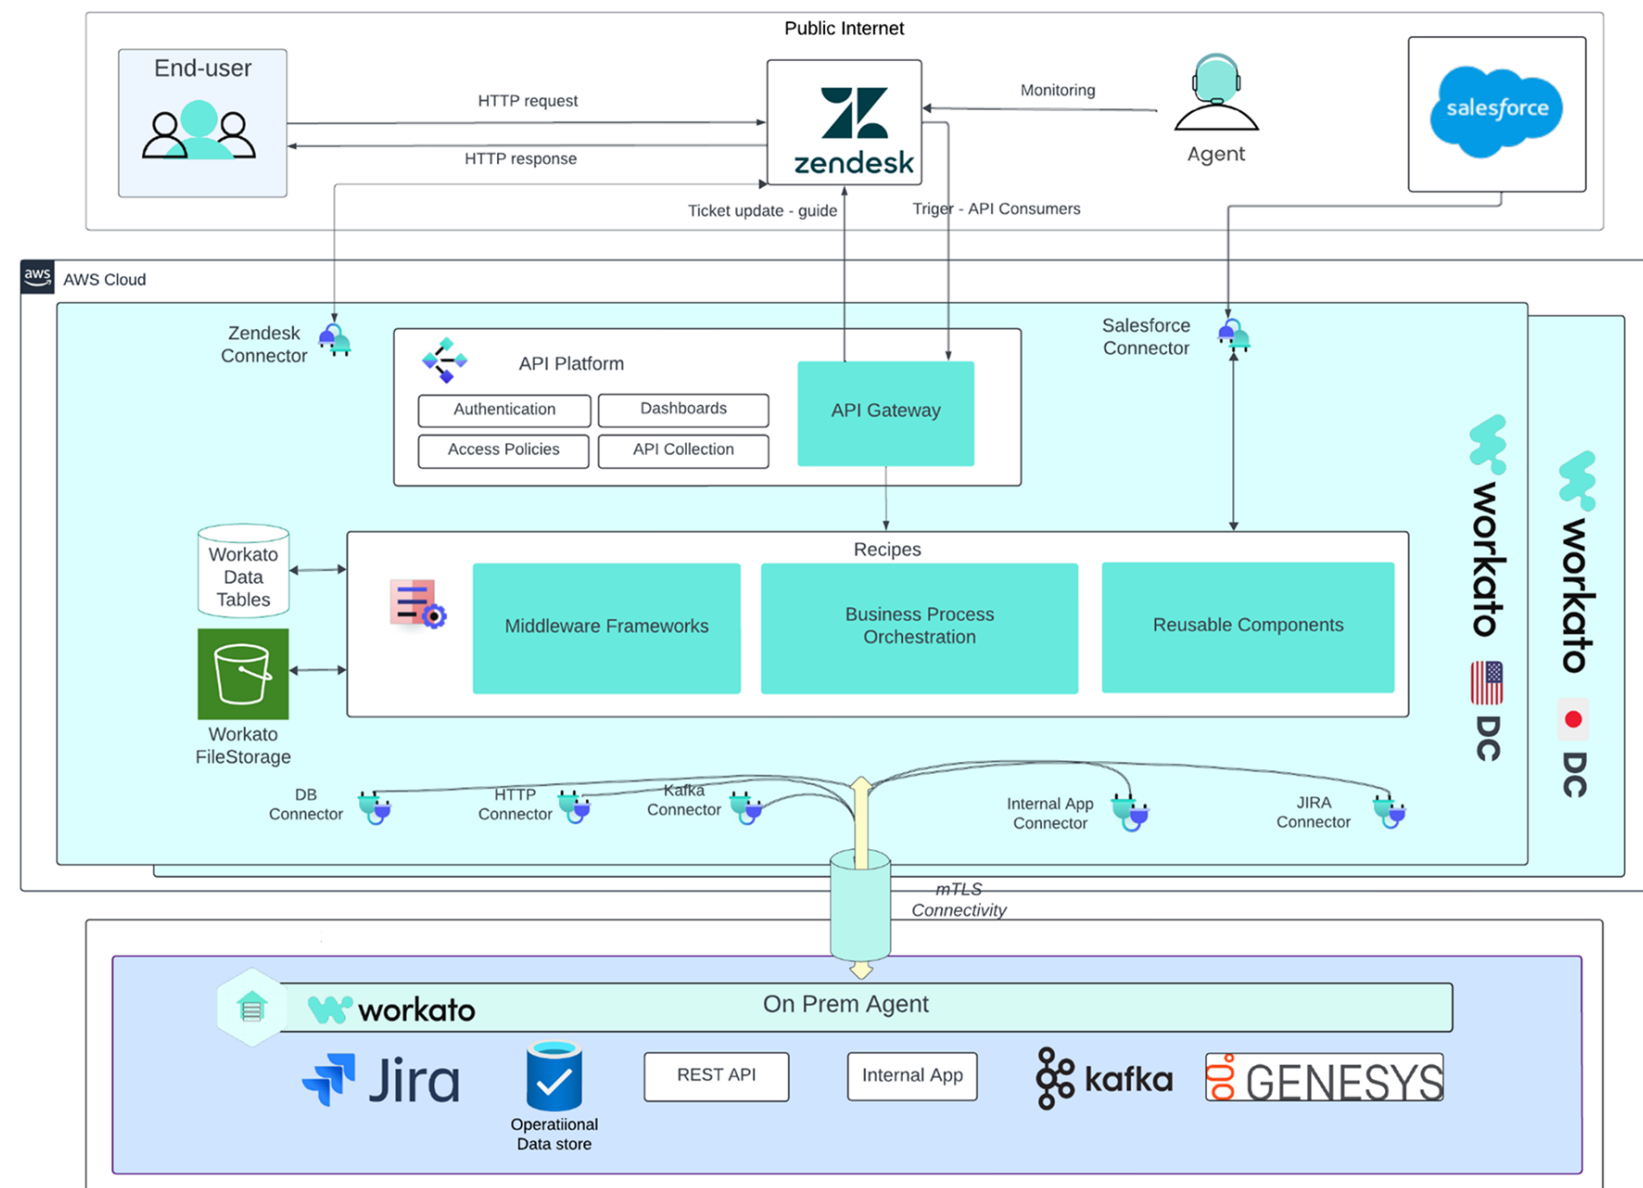 Public Internet
End-user
HTTP request
HTTP response
zendesk
Monitoring
Agent
salesforce
Ticket update - guide
Triger - API Consumers
aws
AWS Cloud
Zendesk
Connector
API Platform
Authentication
Dashboards
Access Policies
API Collection
API Gateway
Salesforce
Connector
workato
DC
workato
DC
Workato
Data
Tables
Workato
FileStorage
Recipes
Middleware Frameworks
Business Process
Orchestration
Reusable Components
DB
Connector
HTTP
Connector
Kafka
Connector
Internal App
Connector
JIRA
Connector
mTLS
Connectivity
workato
On Prem Agent
Jira
Operatiional
Data store
REST API
Internal App
kafka
GENESYS